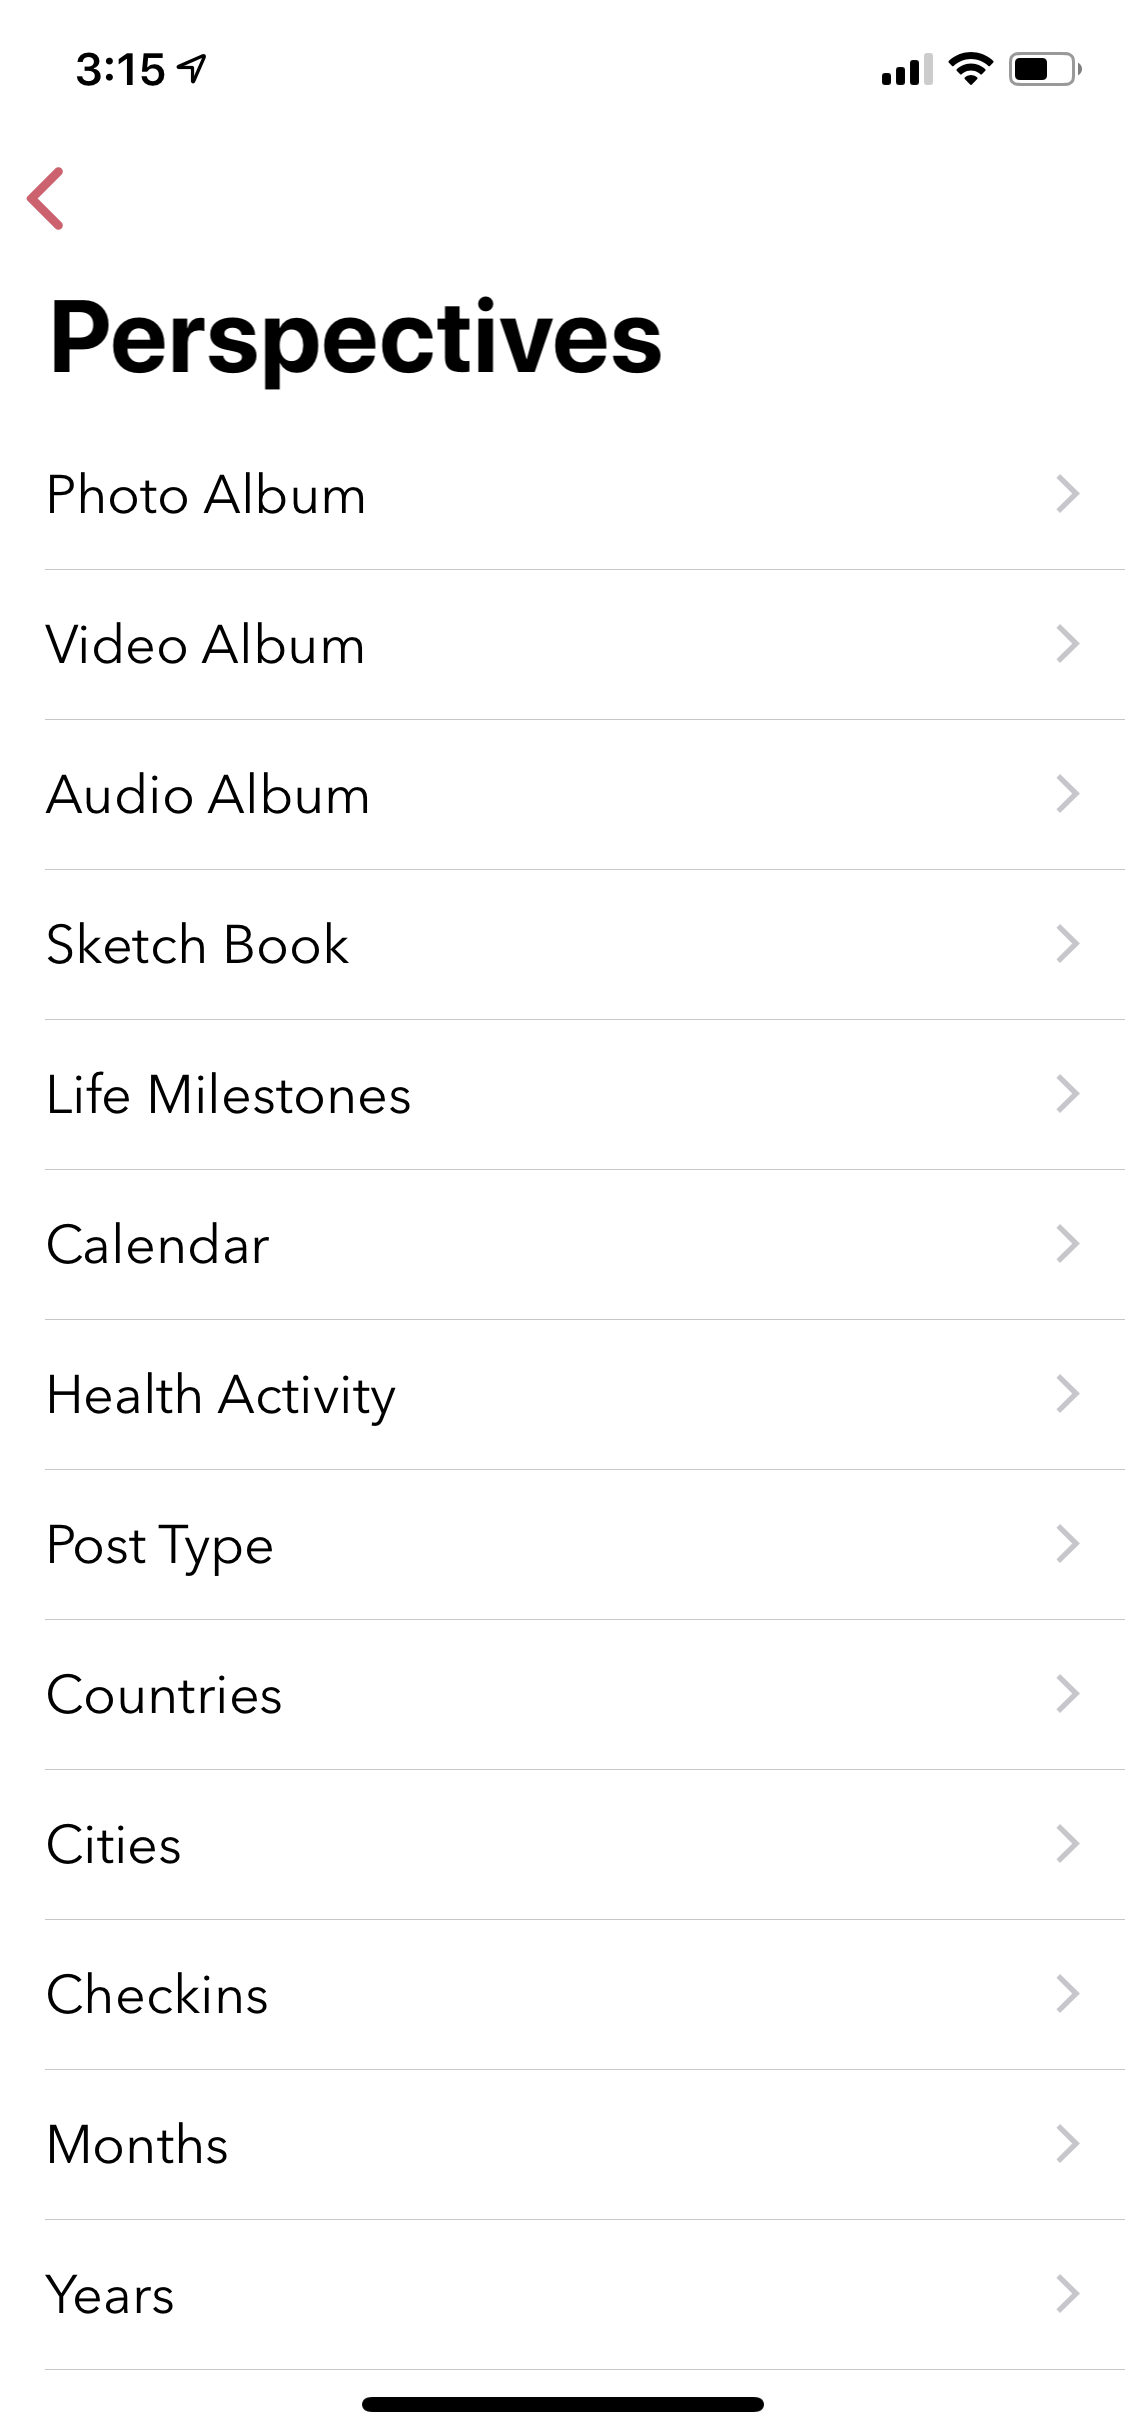 3:15
Perspectives
Photo Album
Video Album
Audio Album
Sketch Book
Life Milestones
Calendar
Health Activity
Post Type
Countries
Cities
Checkins
Months
Years